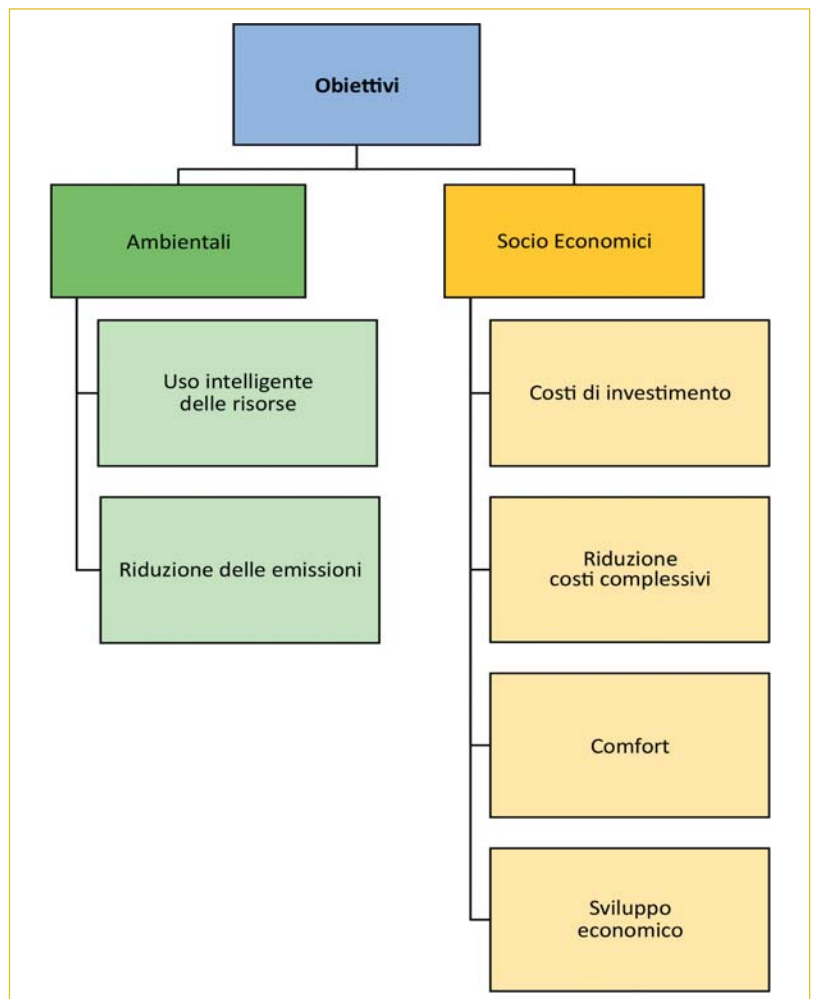 Obiettivi
Ambientali
Uso intelligente
delle risorse
Riduzione delle emissioni
Socio Economici
Costi di investimento
Riduzione
costi complessivi
Comfort
Sviluppo
economico